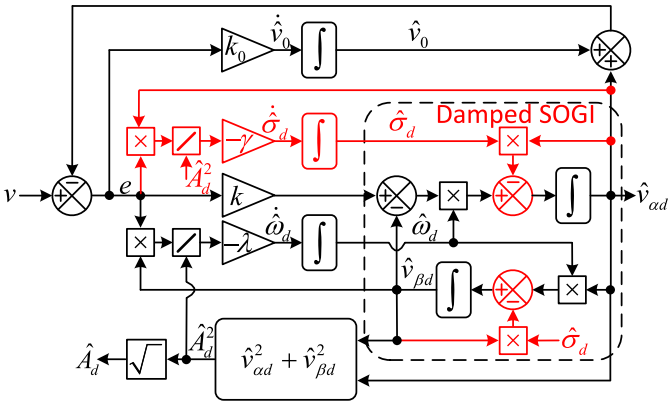 k₀ v̂̇₀ ∫ v̂₀
Damped SOGI
× −γ σ̂̇_d ∫ σ̂_d ×
Â_d²
v e k × ∫ v̂_αd
× −λ ω̂̇_d ∫ ω̂_d
v̂_βd ∫ ×
Â_d √ Â_d² v̂_αd² + v̂_βd² × σ̂_d